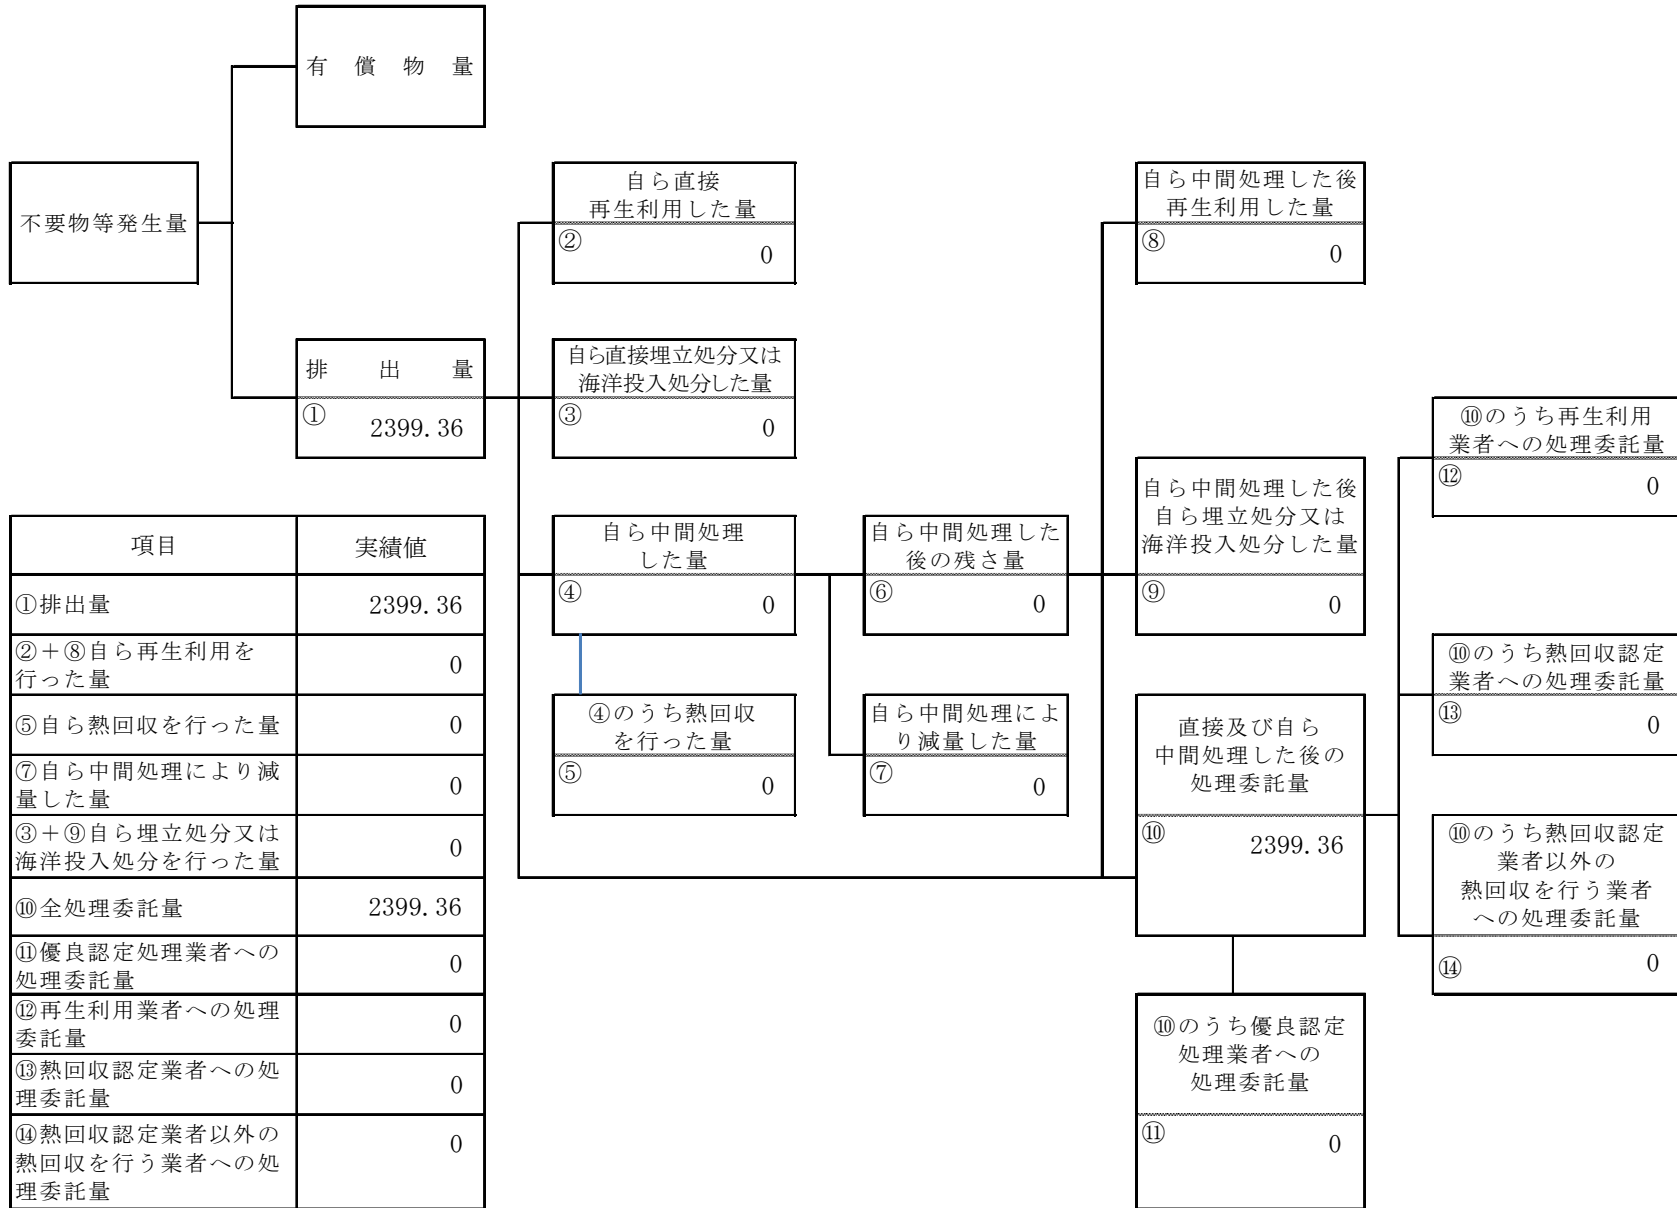 有償物量
不要物等発生量
排出量
① 2399.36
自ら直接
再生利用した量
② 0
自ら直接埋立処分又は
海洋投入処分した量
③ 0
自ら中間処理
した量
④ 0
④のうち熱回収
を行った量
⑤ 0
自ら中間処理した
後の残さ量
⑥ 0
自ら中間処理によ
り減量した量
⑦ 0
自ら中間処理した後
再生利用した量
⑧ 0
自ら中間処理した後
自ら埋立処分又は
海洋投入処分した量
⑨ 0
直接及び自ら
中間処理した後の
処理委託量
⑩ 2399.36
⑩のうち優良認定
処理業者への
処理委託量
⑪ 0
⑩のうち再生利用
業者への処理委託量
⑫ 0
⑩のうち熱回収認定
業者への処理委託量
⑬ 0
⑩のうち熱回収認定
業者以外の
熱回収を行う業者
への処理委託量
⑭ 0
項目 実績値
①排出量 2399.36
②＋⑧自ら再生利用を
行った量 0
⑤自ら熱回収を行った量 0
⑦自ら中間処理により減
量した量 0
③＋⑨自ら埋立処分又は
海洋投入処分を行った量 0
⑩全処理委託量 2399.36
⑪優良認定処理業者への
処理委託量 0
⑫再生利用業者への処理
委託量 0
⑬熱回収認定業者への処
理委託量 0
⑭熱回収認定業者以外の
熱回収を行う業者への処
理委託量 0